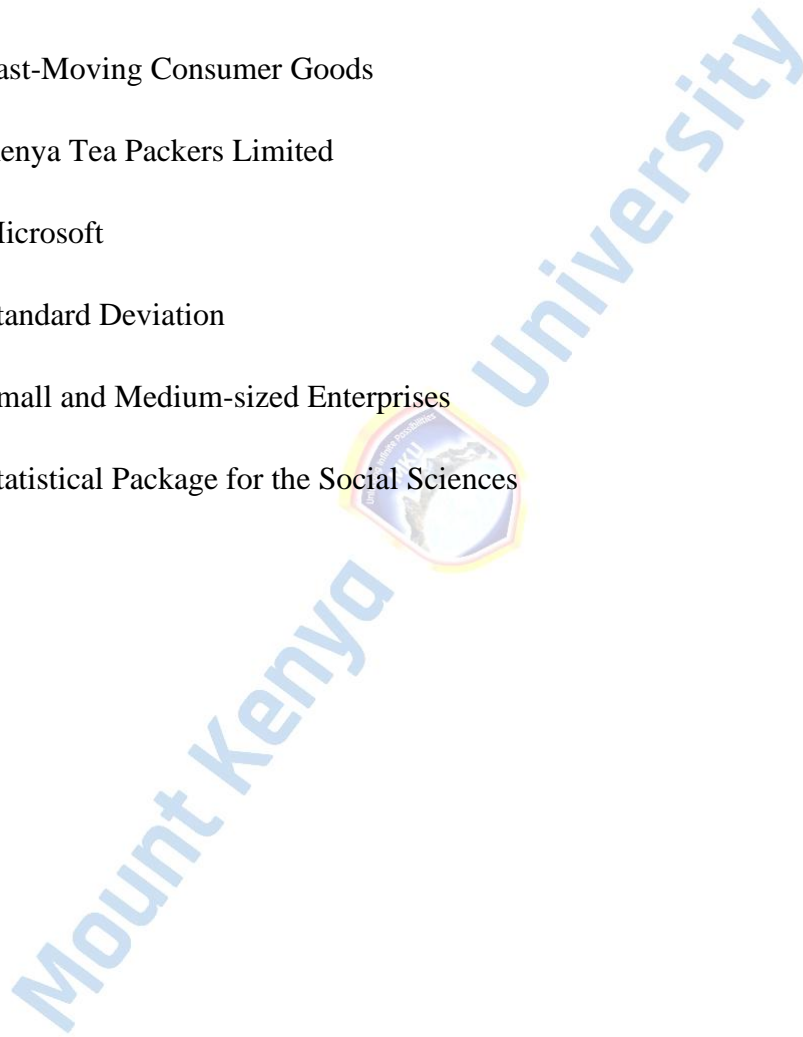 ast-Moving Consumer Goods
enya Tea Packers Limited
icrosoft
tandard Deviation
mall and Medium-sized Enterprises
tatistical Package for the Social Sciences
Mount Kenya University
MKU